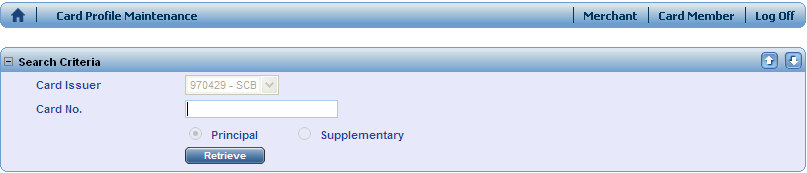 Card Profile Maintenance Merchant Card Member Log Off
Search Criteria
Card Issuer 970429 - SCB
Card No.
Principal Supplementary
Retrieve